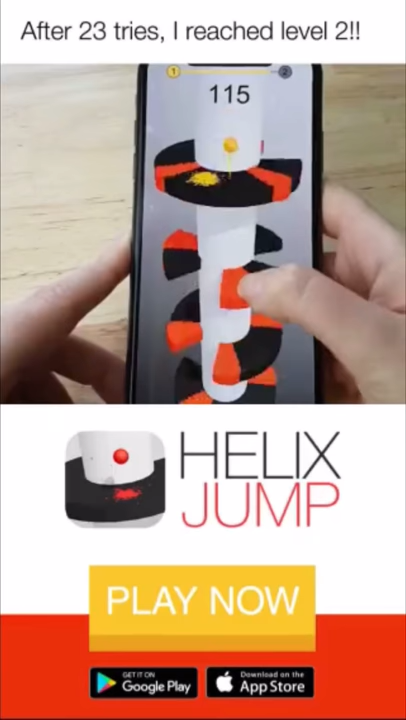 After 23 tries, I reached level 2!!
1 2
115
HELIX
JUMP
PLAY NOW
GET IT ON
Google Play
Download on the
App Store